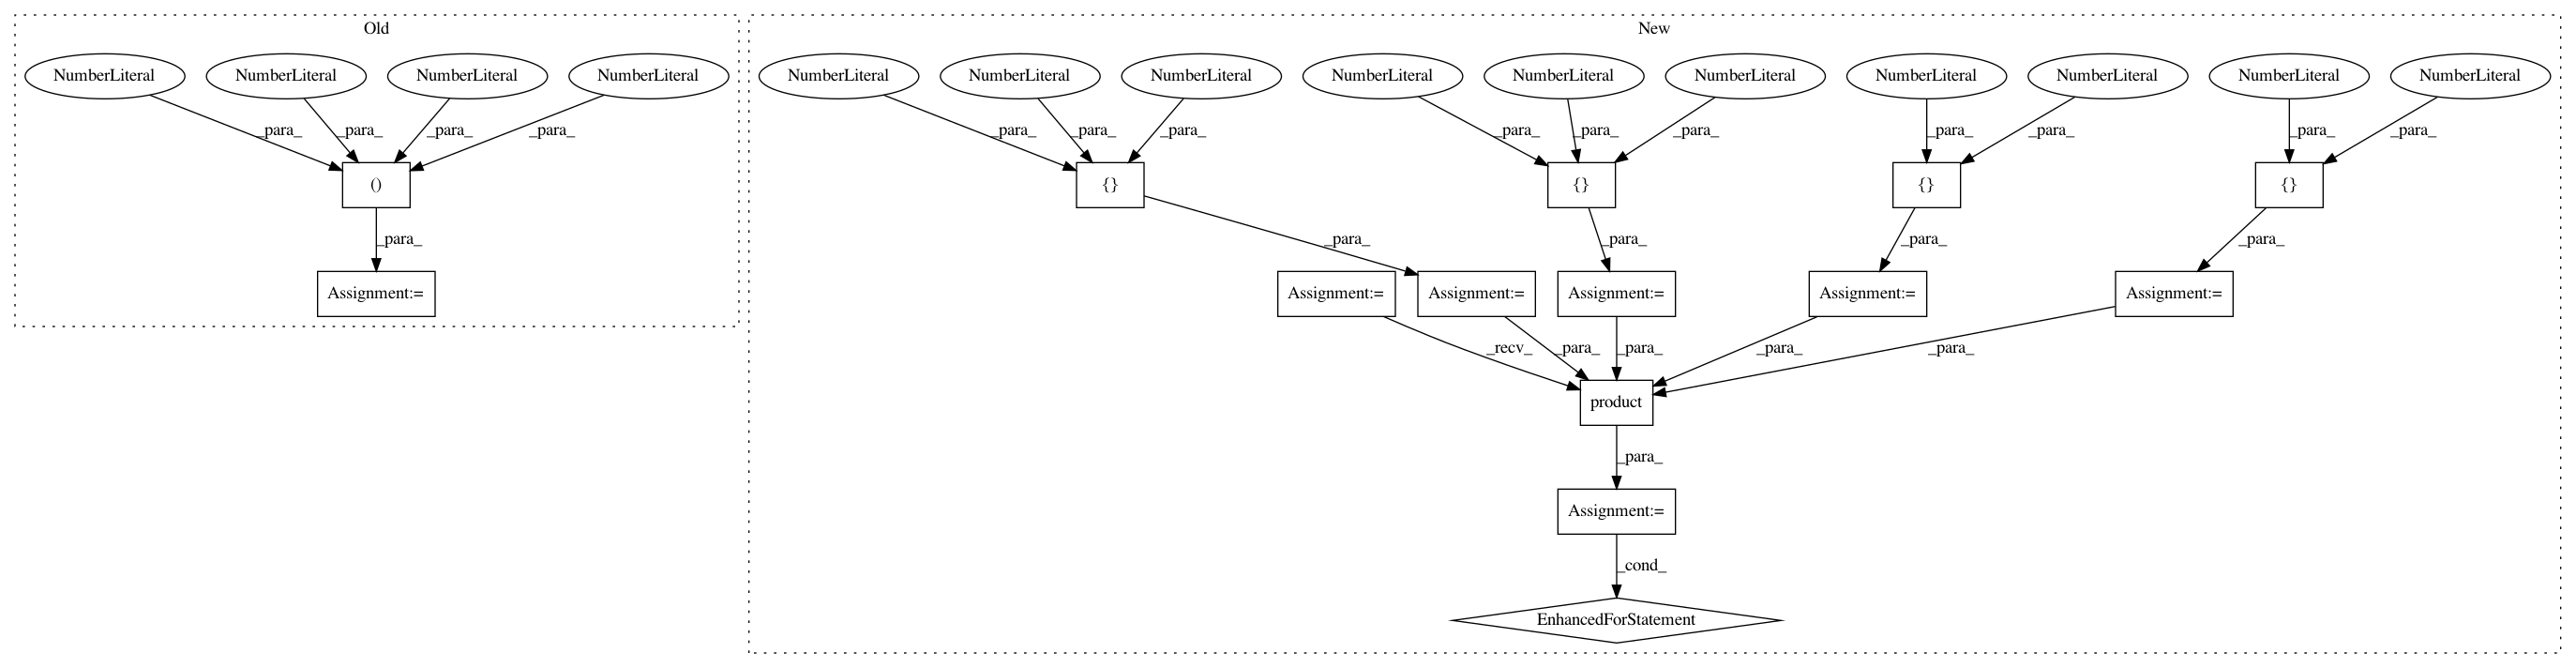 Old
New
NumberLiteral NumberLiteral NumberLiteral NumberLiteral NumberLiteral NumberLiteral NumberLiteral NumberLiteral NumberLiteral NumberLiteral NumberLiteral NumberLiteral NumberLiteral NumberLiteral
_para_ _para_ _para_ _para_ _para_ _para_ _para_ _para_ _para_ _para_ _para_ _para_ _para_ _para_
() {} {} {} {}
_para_ _para_ _para_ _para_ _para_
Assignment:= Assignment:= Assignment:= Assignment:= Assignment:= Assignment:=
_recv_ _para_ _para_ _para_ _para_
product
_para_
Assignment:=
_cond_
EnhancedForStatement